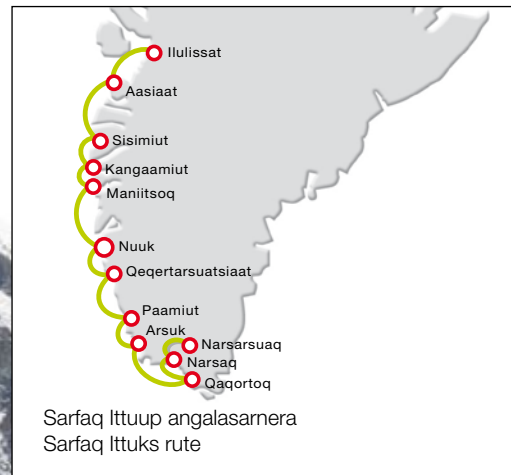 Ilulissat
Aasiaat
Sisimiut
Kangaamiut
Maniitsoq
Nuuk
Qeqertarsuatsiaat
Paamiut
Arsuk
Narsarsuaq
Narsaq
Qaqortoq
Sarfaq Ittuup angalasarnera
Sarfaq Ittuks rute